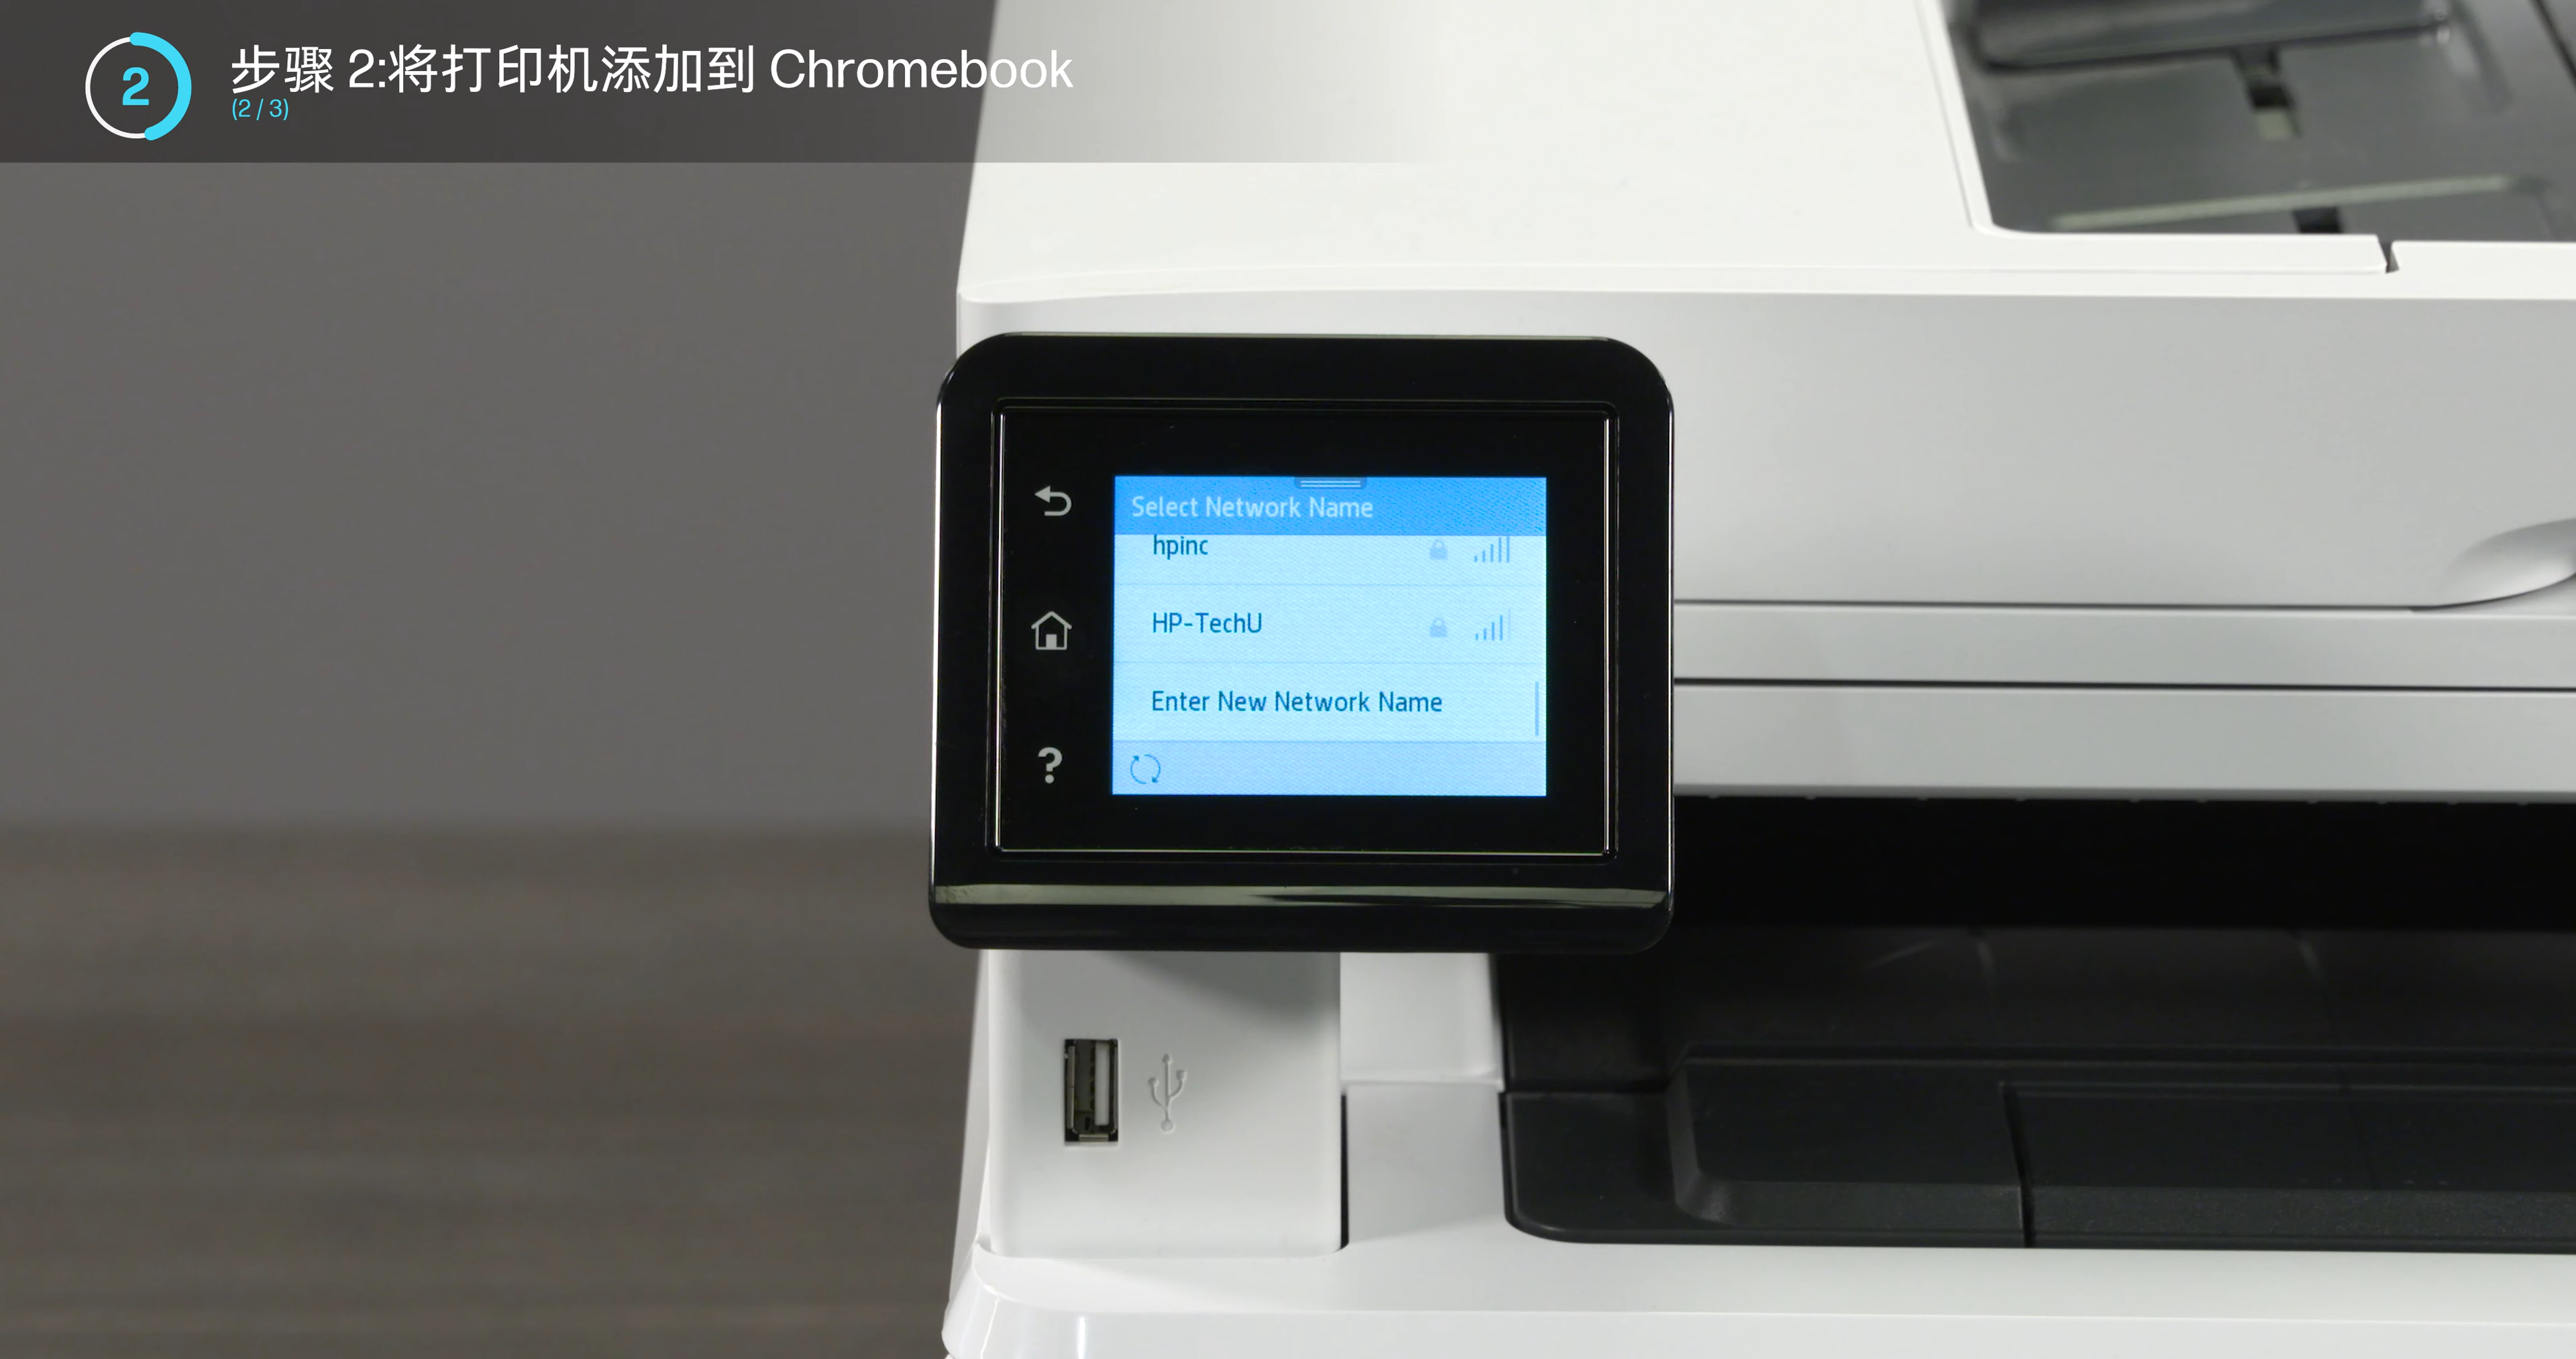 2
步骤 2:将打印机添加到 Chromebook
(2 / 3)
Select Network Name
hpinc
HP-TechU
Enter New Network Name
?